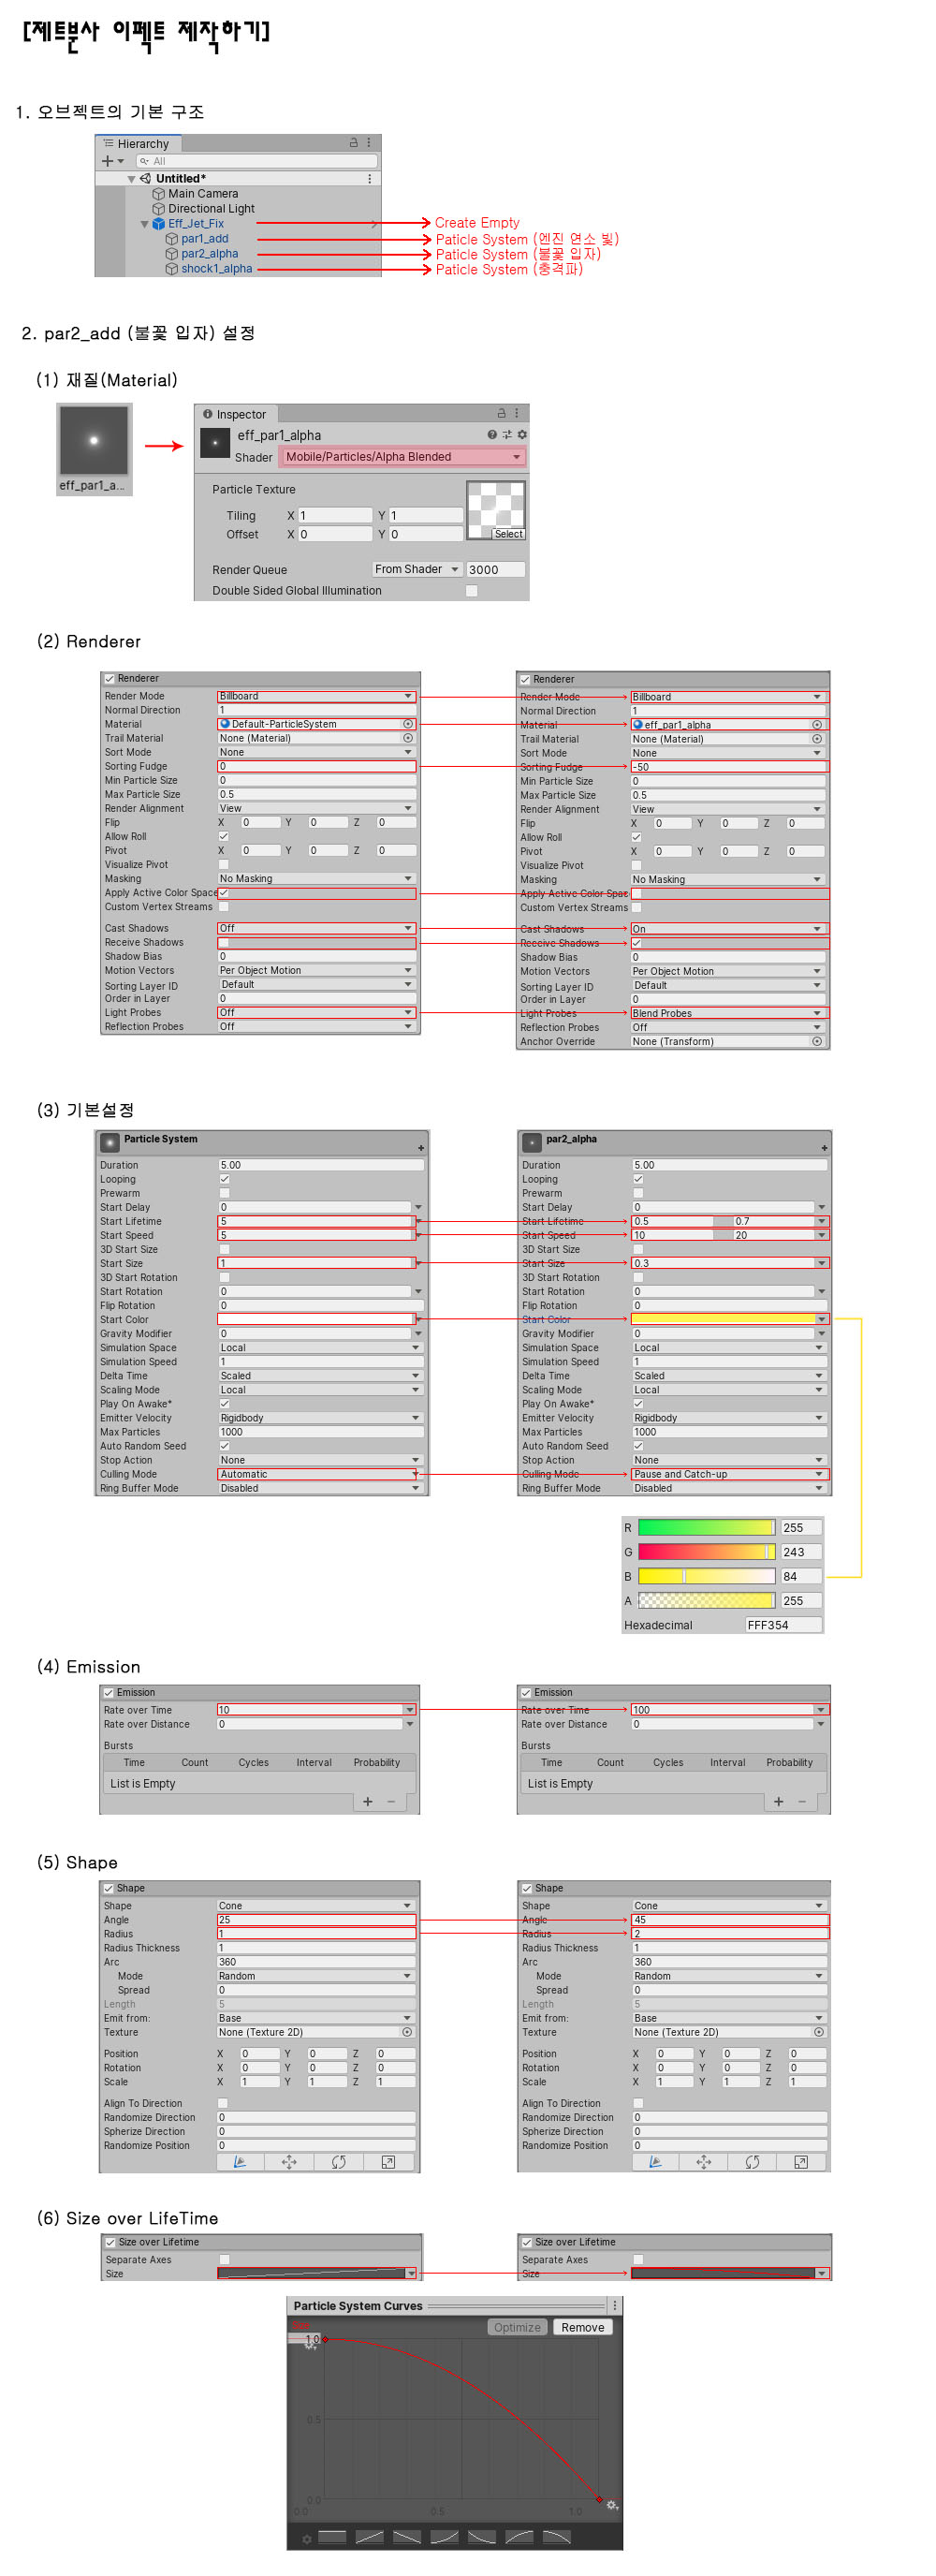 [제트분사 이펙트 제작하기]
1. 오브젝트의 기본 구조
Hierarchy
All
Untitled*
Main Camera
Directional Light
Eff_Jet_Fix Create Empty
par1_add Paticle System (엔진 연소 빛)
par2_alpha Paticle System (불꽃 입자)
shock1_alpha Paticle System (충격파)
2. par2_add (불꽃 입자) 설정
(1) 재질(Material)
eff_par1_a...
Inspector
eff_par1_alpha
Shader Mobile/Particles/Alpha Blended
Particle Texture
Tiling X 1 Y 1
Offset X 0 Y 0
Select
Render Queue From Shader 3000
Double Sided Global Illumination
(2) Renderer
Renderer
Render Mode Billboard
Normal Direction 1
Material Default-ParticleSystem
Trail Material None (Material)
Sort Mode None
Sorting Fudge 0
Min Particle Size 0
Max Particle Size 0.5
Render Alignment View
Flip X 0 Y 0 Z 0
Allow Roll
Pivot X 0 Y 0 Z 0
Visualize Pivot
Masking No Masking
Apply Active Color Space
Custom Vertex Streams
Cast Shadows Off
Receive Shadows
Shadow Bias 0
Motion Vectors Per Object Motion
Sorting Layer ID Default
Order in Layer 0
Light Probes Off
Reflection Probes Off
Renderer
Render Mode Billboard
Normal Direction 1
Material eff_par1_alpha
Trail Material None (Material)
Sort Mode None
Sorting Fudge -50
Min Particle Size 0
Max Particle Size 0.5
Render Alignment View
Flip X 0 Y 0 Z 0
Allow Roll
Pivot X 0 Y 0 Z 0
Visualize Pivot
Masking No Masking
Apply Active Color Spac
Custom Vertex Streams
Cast Shadows On
Receive Shadows
Shadow Bias 0
Motion Vectors Per Object Motion
Sorting Layer ID Default
Order in Layer 0
Light Probes Blend Probes
Reflection Probes Off
Anchor Override None (Transform)
(3) 기본설정
Particle System
Duration 5.00
Looping
Prewarm
Start Delay 0
Start Lifetime 5
Start Speed 5
3D Start Size
Start Size 1
3D Start Rotation
Start Rotation 0
Flip Rotation 0
Start Color
Gravity Modifier 0
Simulation Space Local
Simulation Speed 1
Delta Time Scaled
Scaling Mode Local
Play On Awake*
Emitter Velocity Rigidbody
Max Particles 1000
Auto Random Seed
Stop Action None
Culling Mode Automatic
Ring Buffer Mode Disabled
par2_alpha
Duration 5.00
Looping
Prewarm
Start Delay 0
Start Lifetime 0.5 0.7
Start Speed 10 20
3D Start Size
Start Size 0.3
3D Start Rotation
Start Rotation 0
Flip Rotation 0
Start Color
Gravity Modifier 0
Simulation Space Local
Simulation Speed 1
Delta Time Scaled
Scaling Mode Local
Play On Awake*
Emitter Velocity Rigidbody
Max Particles 1000
Auto Random Seed
Stop Action None
Culling Mode Pause and Catch-up
Ring Buffer Mode Disabled
R 255
G 243
B 84
A 255
Hexadecimal FFF354
(4) Emission
Emission
Rate over Time 10
Rate over Distance 0
Bursts
Time Count Cycles Interval Probability
List is Empty
Emission
Rate over Time 100
Rate over Distance 0
Bursts
Time Count Cycles Interval Probability
List is Empty
(5) Shape
Shape
Shape Cone
Angle 25
Radius 1
Radius Thickness 1
Arc 360
Mode Random
Spread 0
Length 5
Emit from: Base
Texture None (Texture 2D)
Position X 0 Y 0 Z 0
Rotation X 0 Y 0 Z 0
Scale X 1 Y 1 Z 1
Align To Direction
Randomize Direction 0
Spherize Direction 0
Randomize Position 0
Shape
Shape Cone
Angle 45
Radius 2
Radius Thickness 1
Arc 360
Mode Random
Spread 0
Length 5
Emit from: Base
Texture None (Texture 2D)
Position X 0 Y 0 Z 0
Rotation X 0 Y 0 Z 0
Scale X 1 Y 1 Z 1
Align To Direction
Randomize Direction 0
Spherize Direction 0
Randomize Position 0
(6) Size over LifeTime
Size over Lifetime
Separate Axes
Size
Size over Lifetime
Separate Axes
Size
Particle System Curves
Optimize Remove
1.0
0.5
0.0
0.0 0.5 1.0